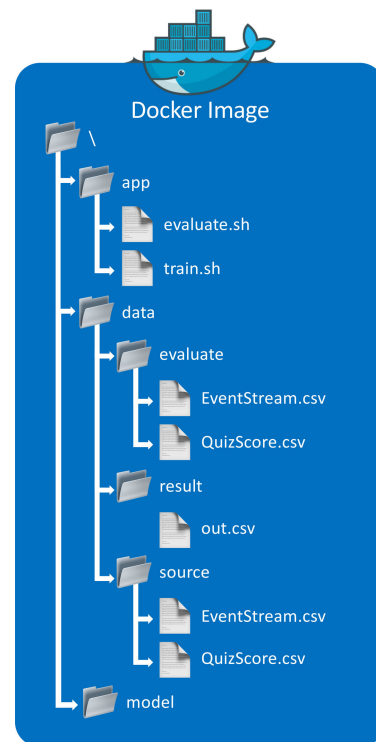 Docker Image
\
app
evaluate.sh
train.sh
data
evaluate
EventStream.csv
QuizScore.csv
result
out.csv
source
EventStream.csv
QuizScore.csv
model